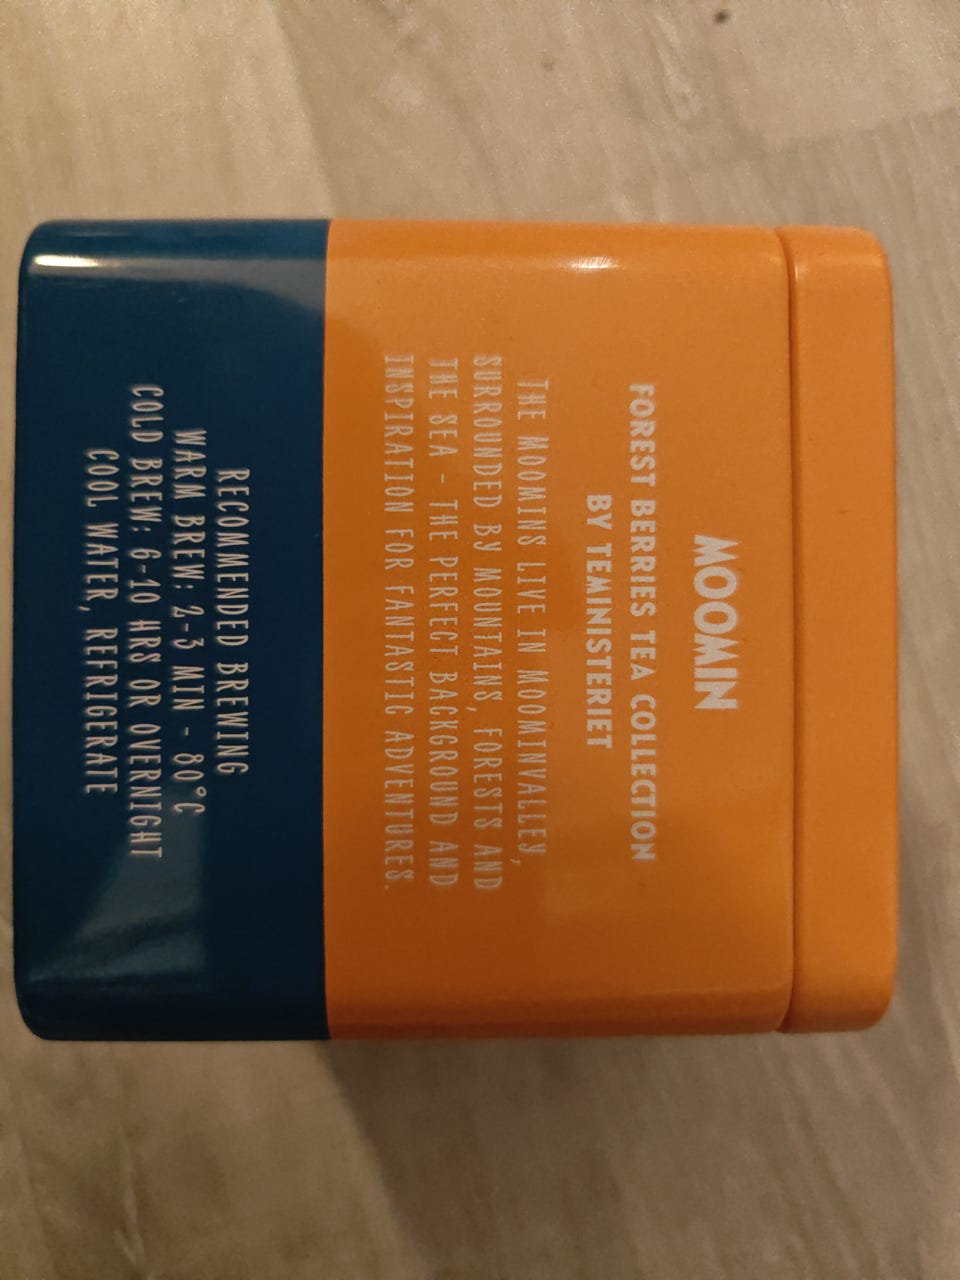 MOOMIN
FOREST BERRIES TEA COLLECTION
BY TEMINISTERIET
THE MOOMINS LIVE IN MOOMINVALLEY,
SURROUNDED BY MOUNTAINS, FORESTS AND
THE SEA - THE PERFECT BACKGROUND AND
INSPIRATION FOR FANTASTIC ADVENTURES.
RECOMMENDED BREWING
WARM BREW: 2-3 MIN - 80°C
COLD BREW: 6-10 HRS OR OVERNIGHT
COOL WATER, REFRIGERATE